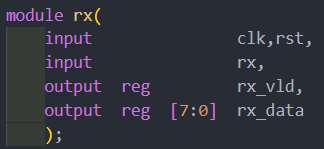 module rx(
input clk,rst,
input rx,
output reg rx_vld,
output reg [7:0] rx_data
);